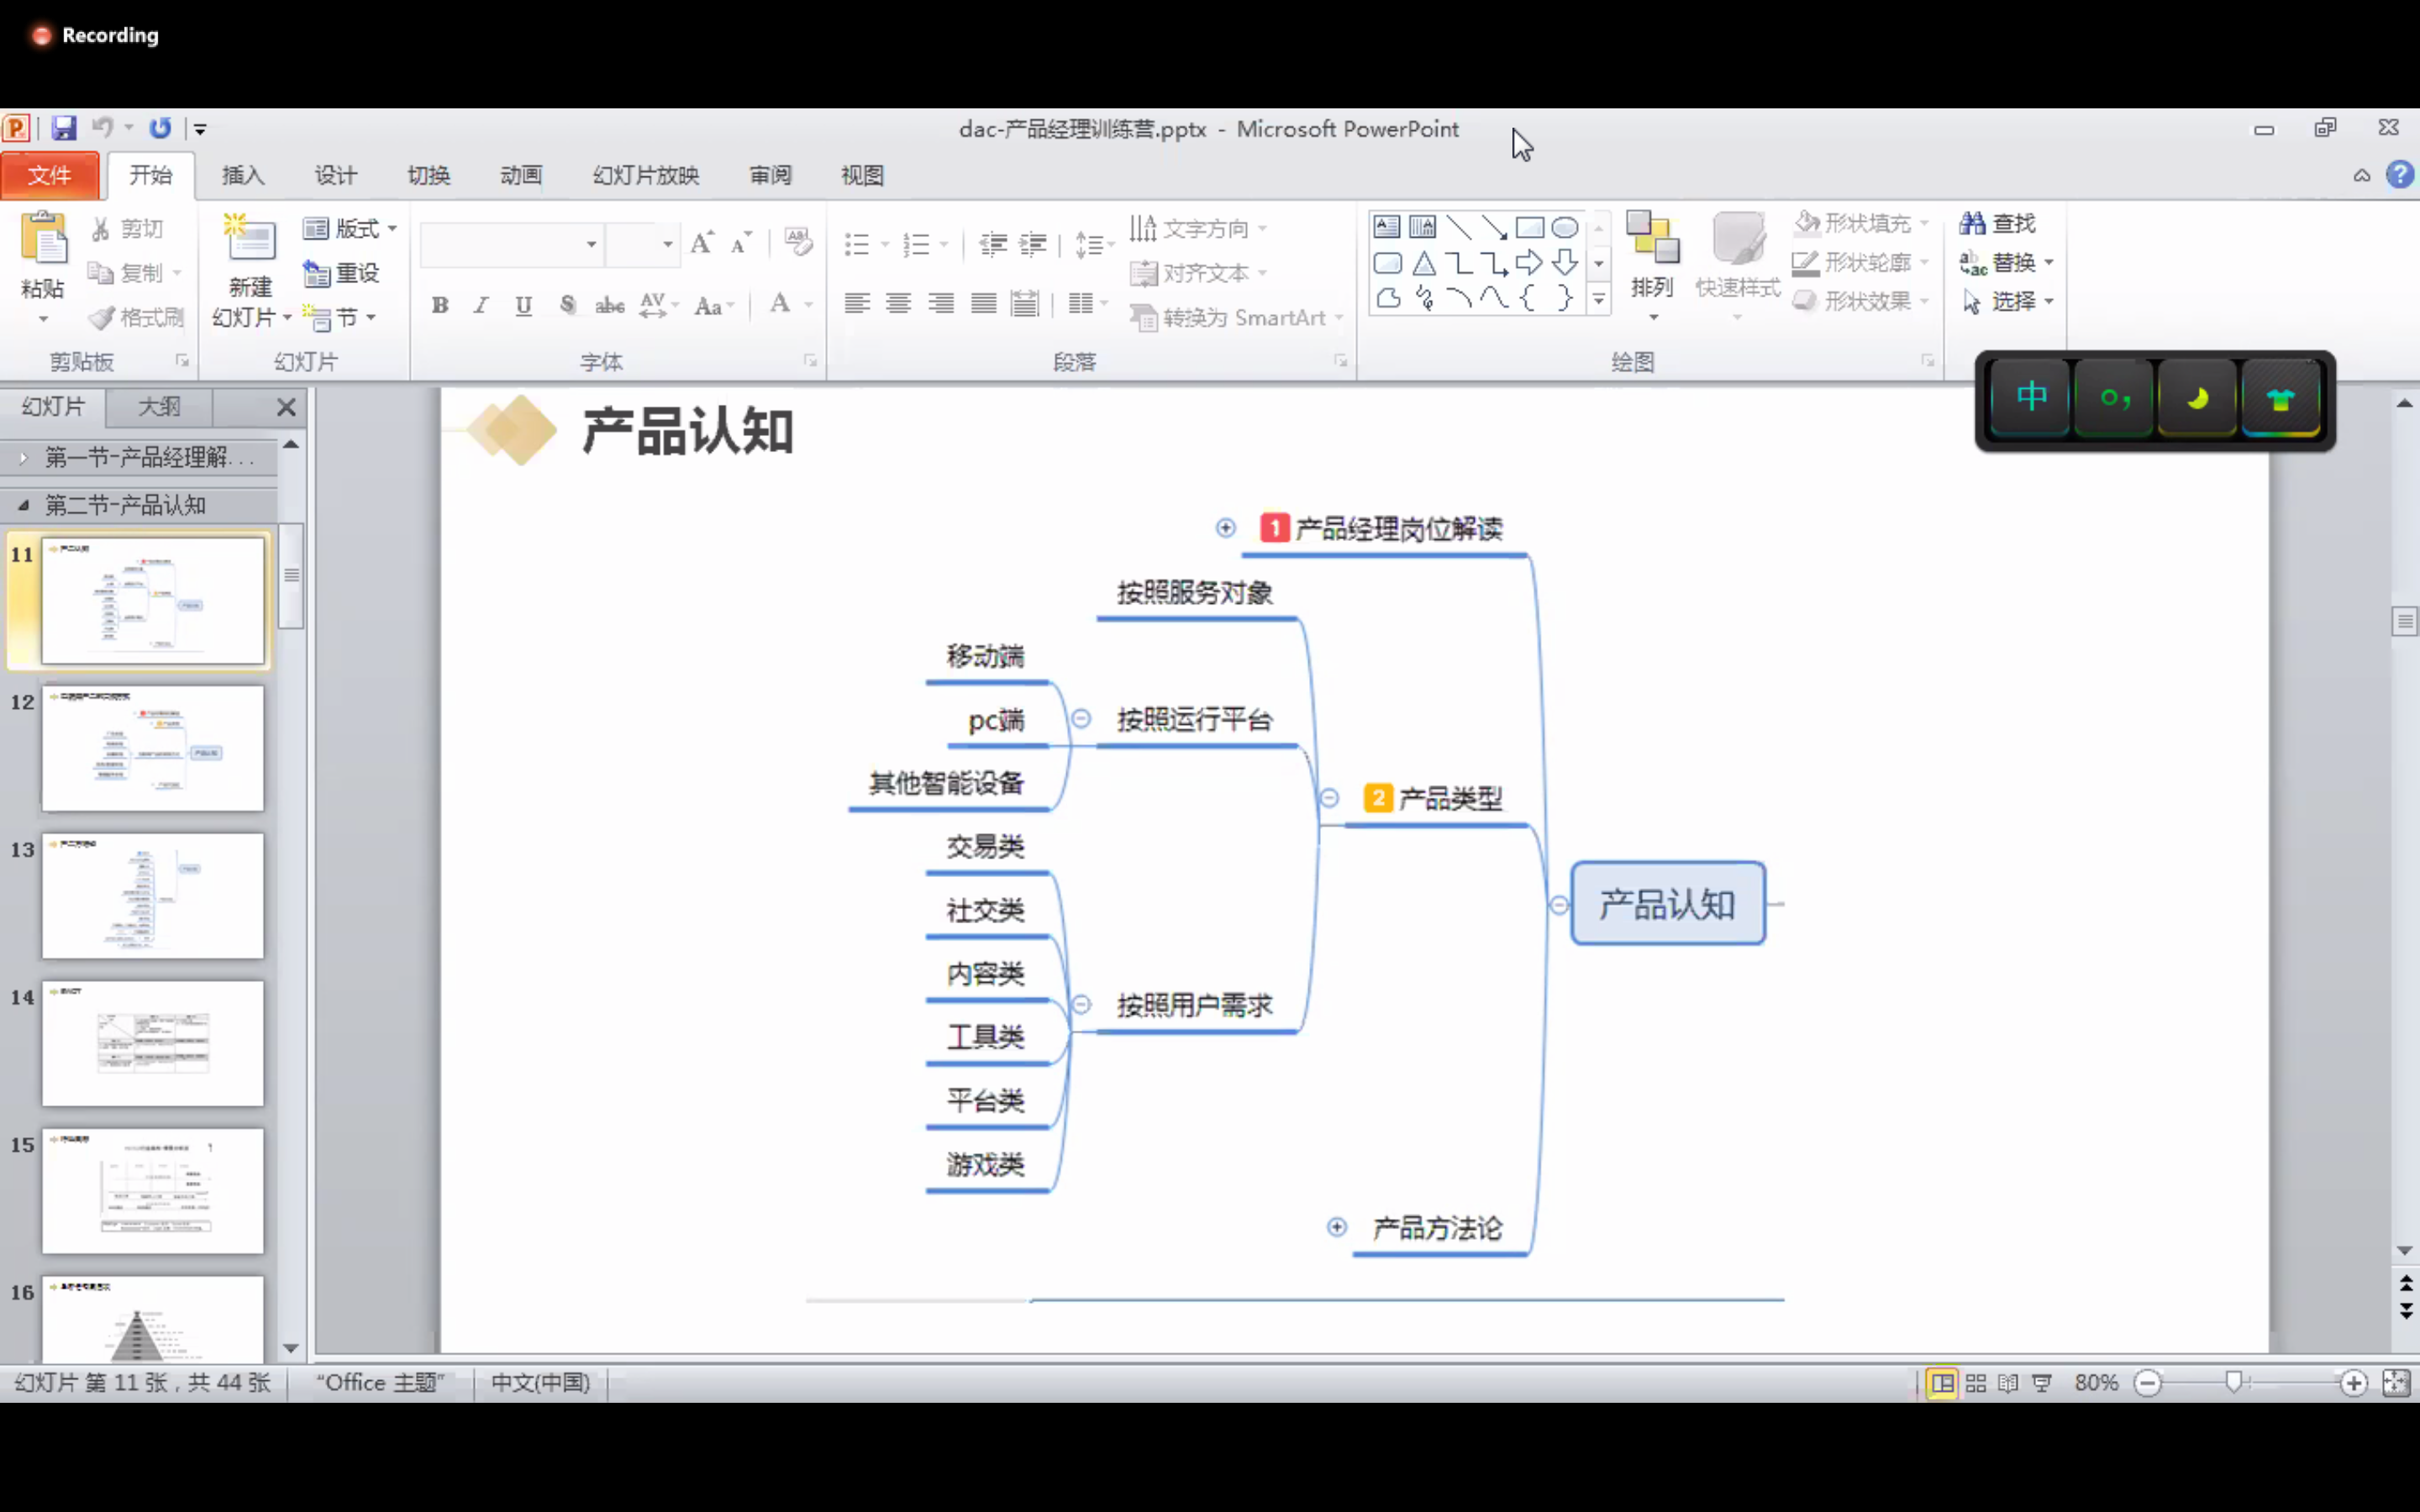 Recording
dac-产品经理训练营.pptx - Microsoft PowerPoint
文件 开始 插入 设计 切换 动画 幻灯片放映 审阅 视图
粘贴 剪切 复制 格式刷
剪贴板
新建 幻灯片 版式 重设 节
幻灯片
B I U S abc AV Aa A
字体
文字方向
对齐文本
转换为 SmartArt
段落
排列 快速样式
形状填充
形状轮廓
形状效果
绘图
查找
替换
选择
中
幻灯片 大纲
第一节-产品经理解...
第二节-产品认知
11
12
13
14
15
16
产品认知
1 产品经理岗位解读
按照服务对象
移动端
pc端
其他智能设备
按照运行平台
2 产品类型
产品认知
交易类
社交类
内容类
工具类
平台类
游戏类
按照用户需求
产品方法论
幻灯片 第 11 张，共 44 张
“Office 主题”
中文(中国)
80%